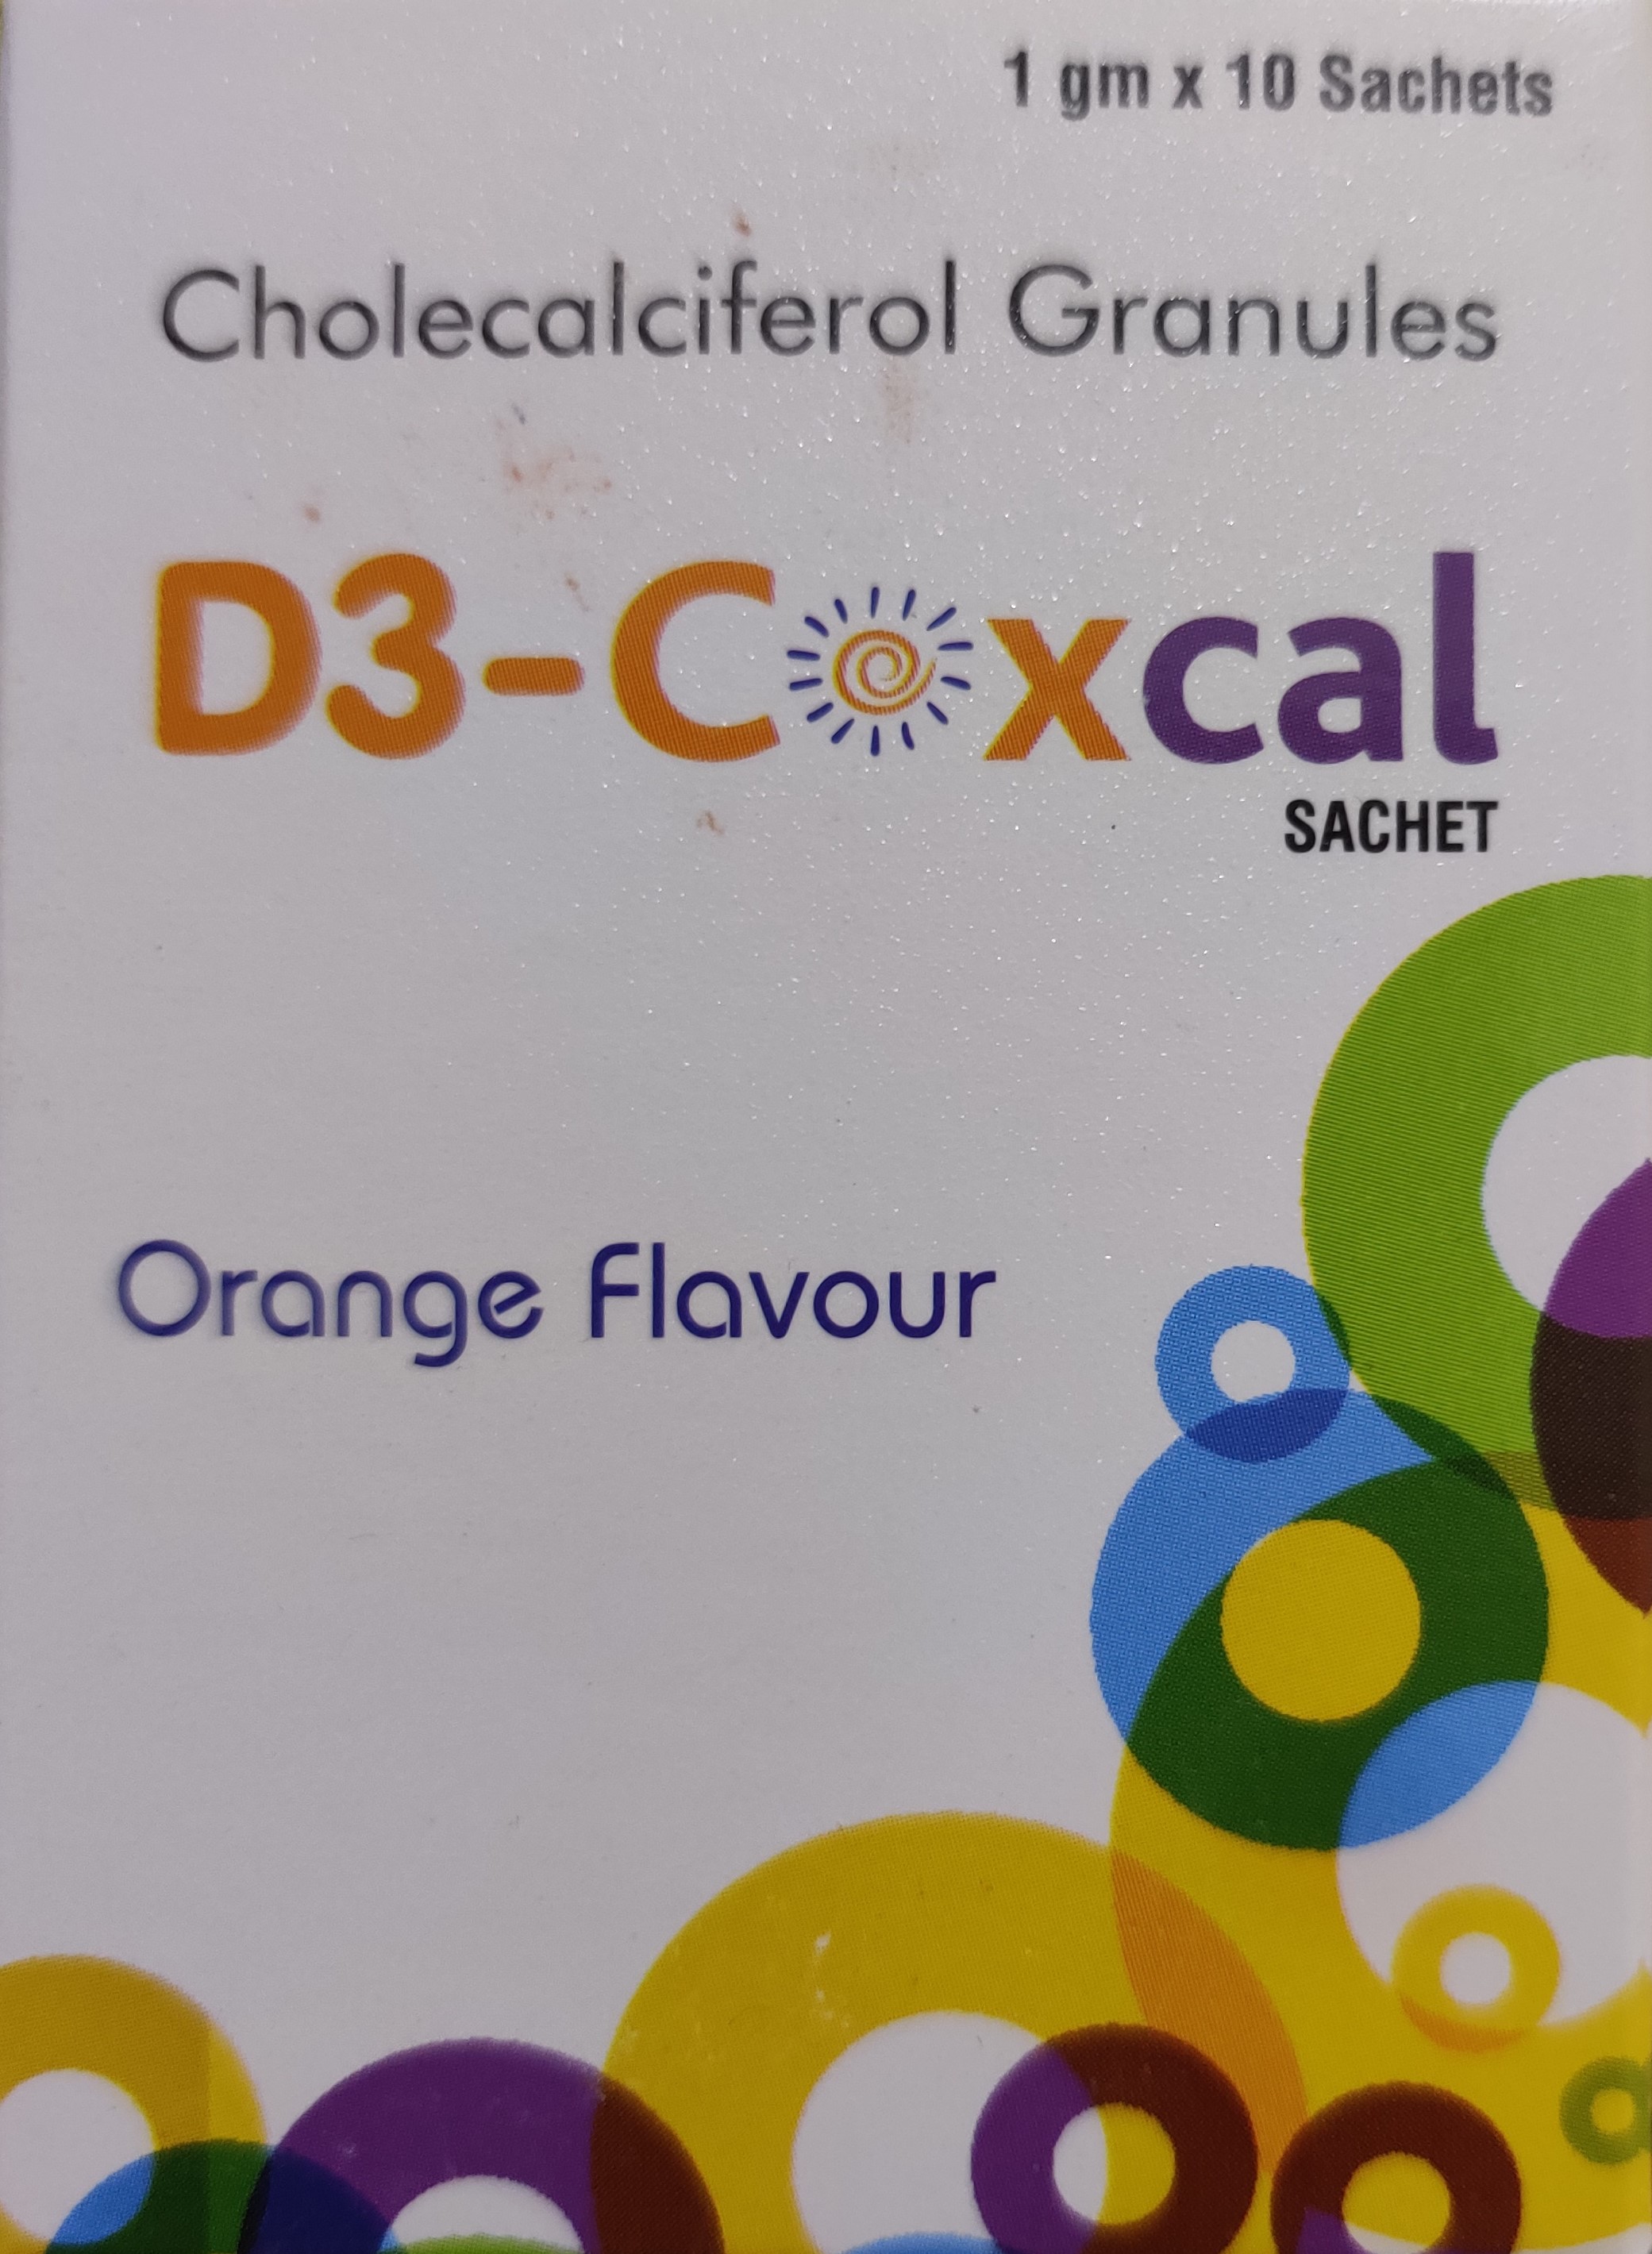 1 gm x 10 Sachets
Cholecalciferol Granules
D3-Coxcal
SACHET
Orange Flavour